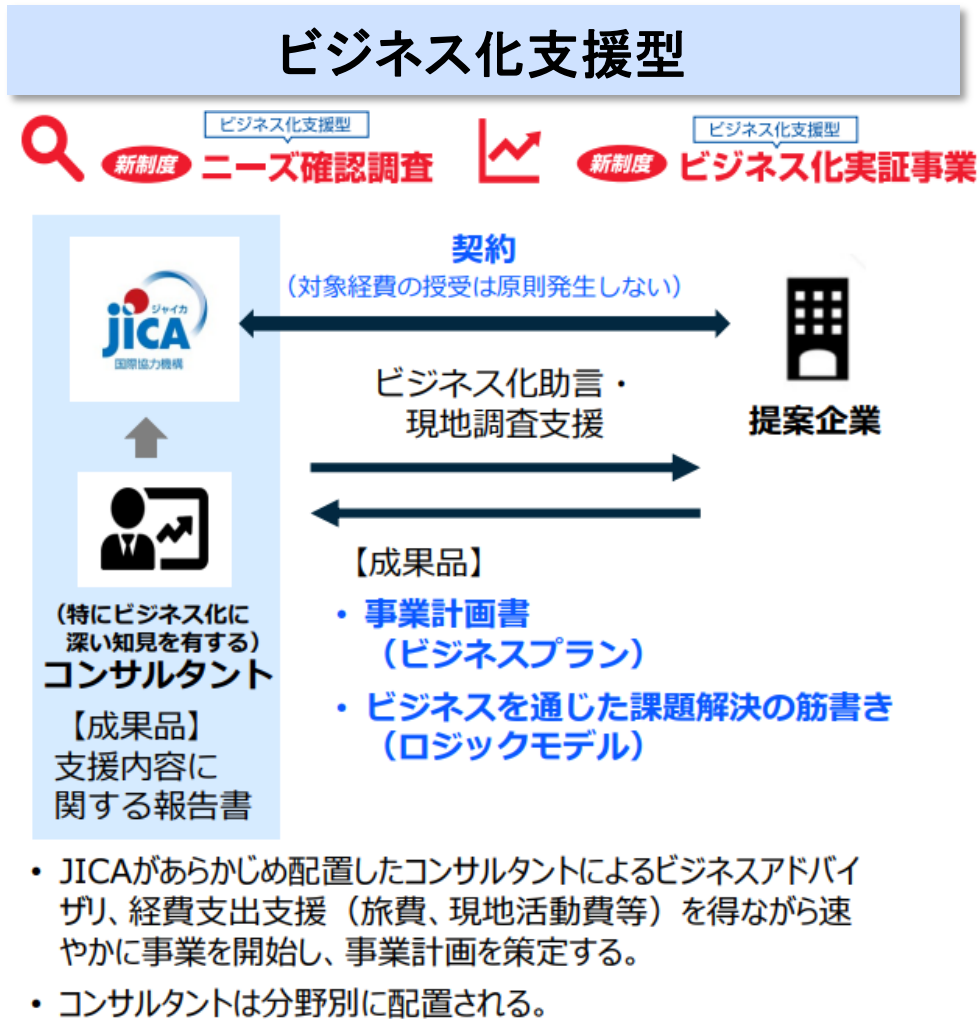 ビジネス化支援型
ビジネス化支援型
新制度 ニーズ確認調査
ビジネス化支援型
新制度 ビジネス化実証事業
契約
（対象経費の授受は原則発生しない）
ジャイカ
JICA
国際協力機構
ビジネス化助言・
現地調査支援
提案企業
【成果品】
• 事業計画書
（ビジネスプラン）
• ビジネスを通じた課題解決の筋書き
（ロジックモデル）
（特にビジネス化に
深い知見を有する）
コンサルタント
【成果品】
支援内容に
関する報告書
• JICAがあらかじめ配置したコンサルタントによるビジネスアドバイ
ザリ、経費支出支援（旅費、現地活動費等）を得ながら速
やかに事業を開始し、事業計画を策定する。
• コンサルタントは分野別に配置される。